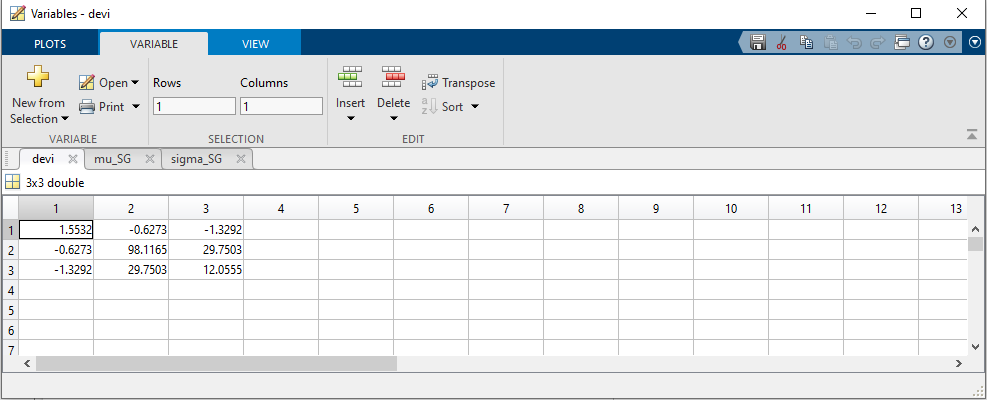 Variables - devi
PLOTS VARIABLE VIEW
New from
Selection
Open
Print
VARIABLE
Rows Columns
1 1
SELECTION
Insert Delete
Transpose
Sort
EDIT
devi mu_SG sigma_SG
3x3 double
1 2 3 4 5 6 7 8 9 10 11 12 13
1 1.5532 -0.6273 -1.3292
2 -0.6273 98.1165 29.7503
3 -1.3292 29.7503 12.0555
4
5
6
7